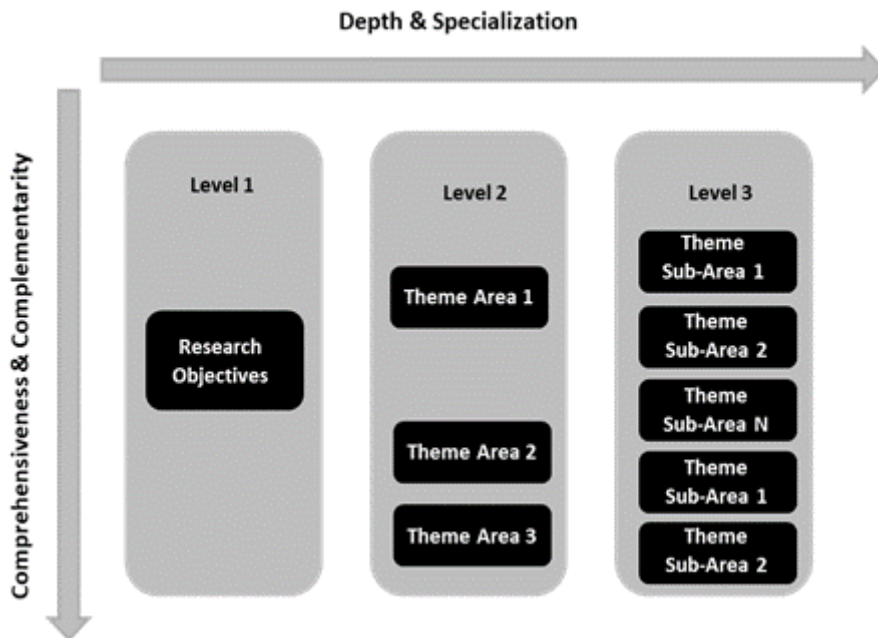 Depth & Specialization
Comprehensiveness & Complementarity
Level 1
Research
Objectives
Level 2
Theme Area 1
Theme Area 2
Theme Area 3
Level 3
Theme
Sub-Area 1
Theme
Sub-Area 2
Theme
Sub-Area N
Theme
Sub-Area 1
Theme
Sub-Area 2